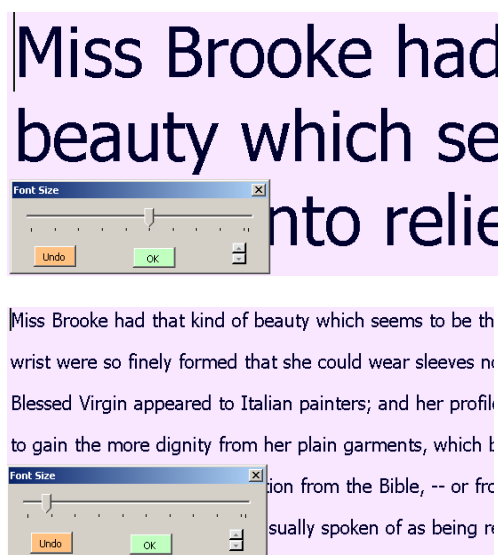 Miss Brooke had
beauty which se
nto relie
Font Size
Undo
OK
Miss Brooke had that kind of beauty which seems to be th
wrist were so finely formed that she could wear sleeves no
Blessed Virgin appeared to Italian painters; and her profil
to gain the more dignity from her plain garments, which b
tion from the Bible, -- or fro
sually spoken of as being re
Font Size
Undo
OK